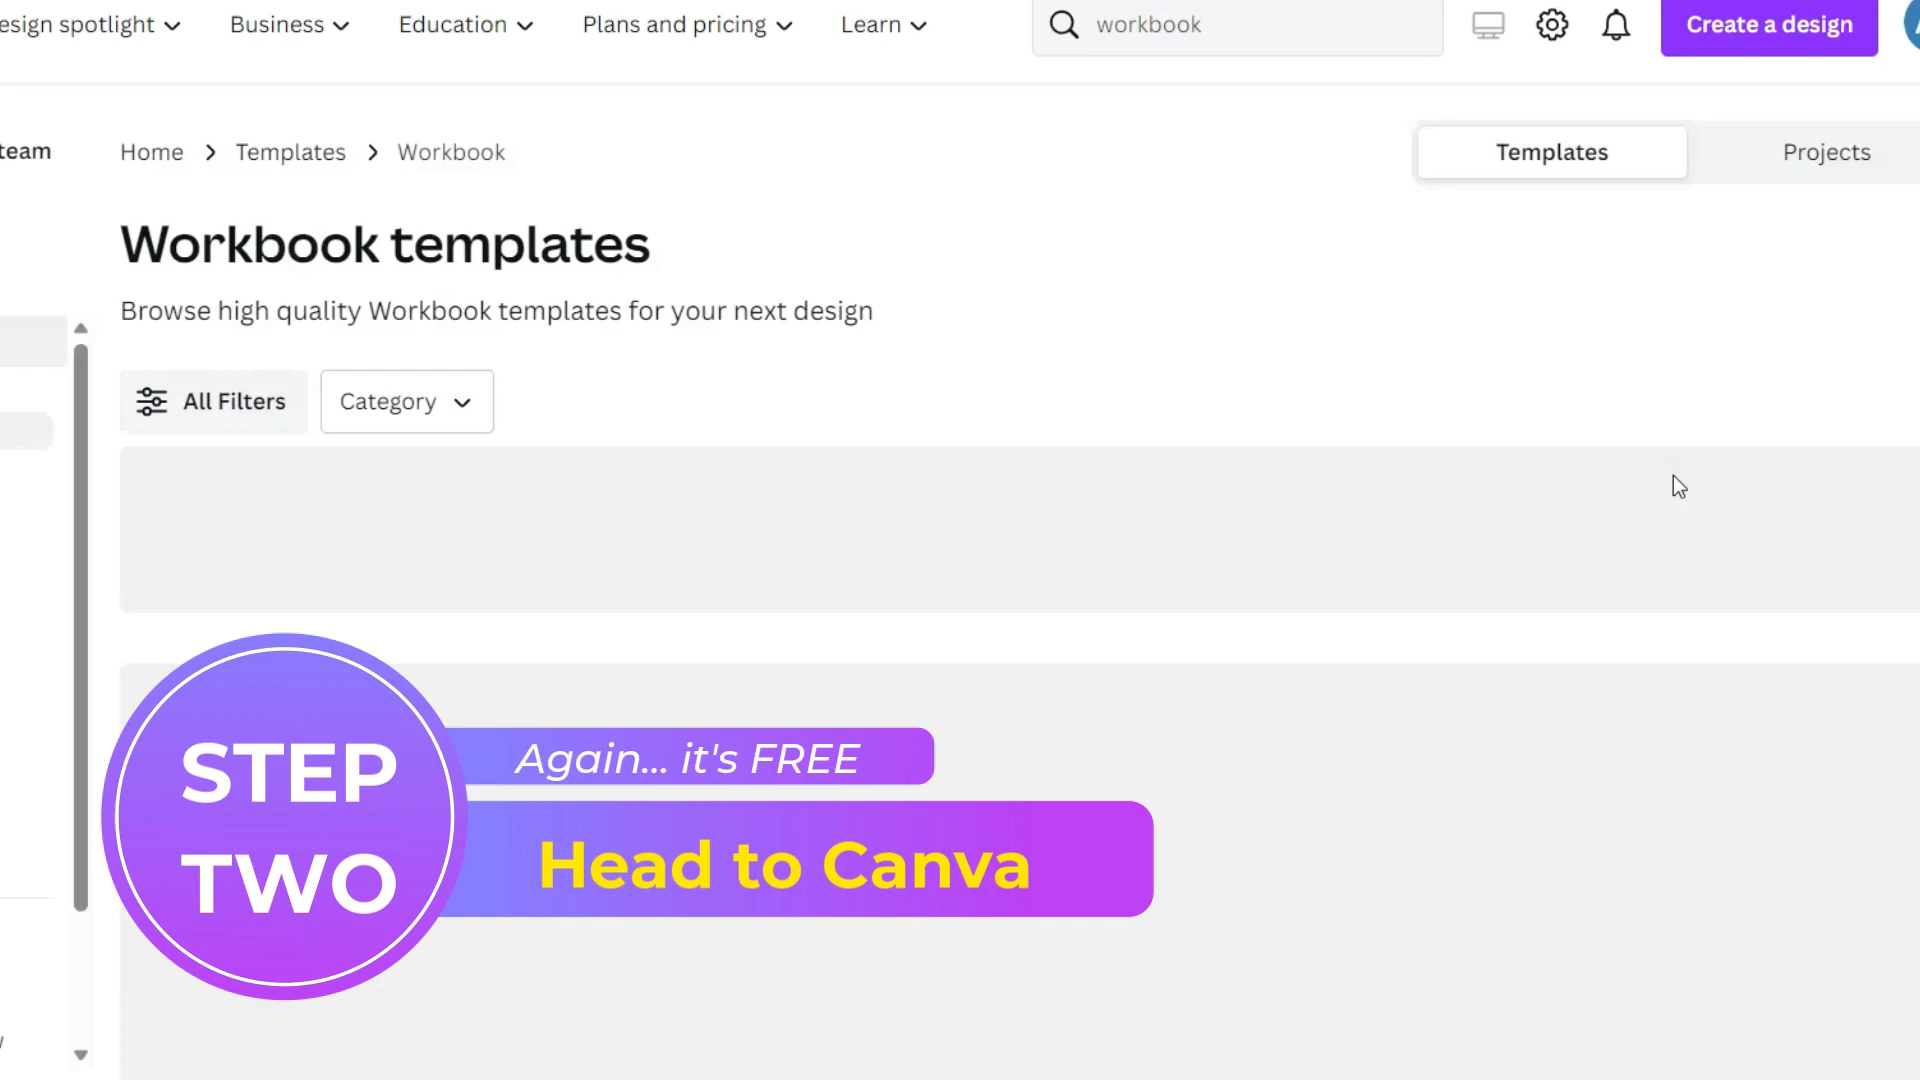 esign spotlight Business Education Plans and pricing Learn workbook Create a design
team
Home > Templates > Workbook
Templates Projects
Workbook templates
Browse high quality Workbook templates for your next design
All Filters Category
STEP TWO
Again... it's FREE
Head to Canva